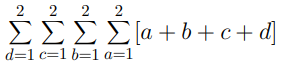 2 2 2 2
∑ ∑ ∑ ∑ [a + b + c + d]
d=1 c=1 b=1 a=1